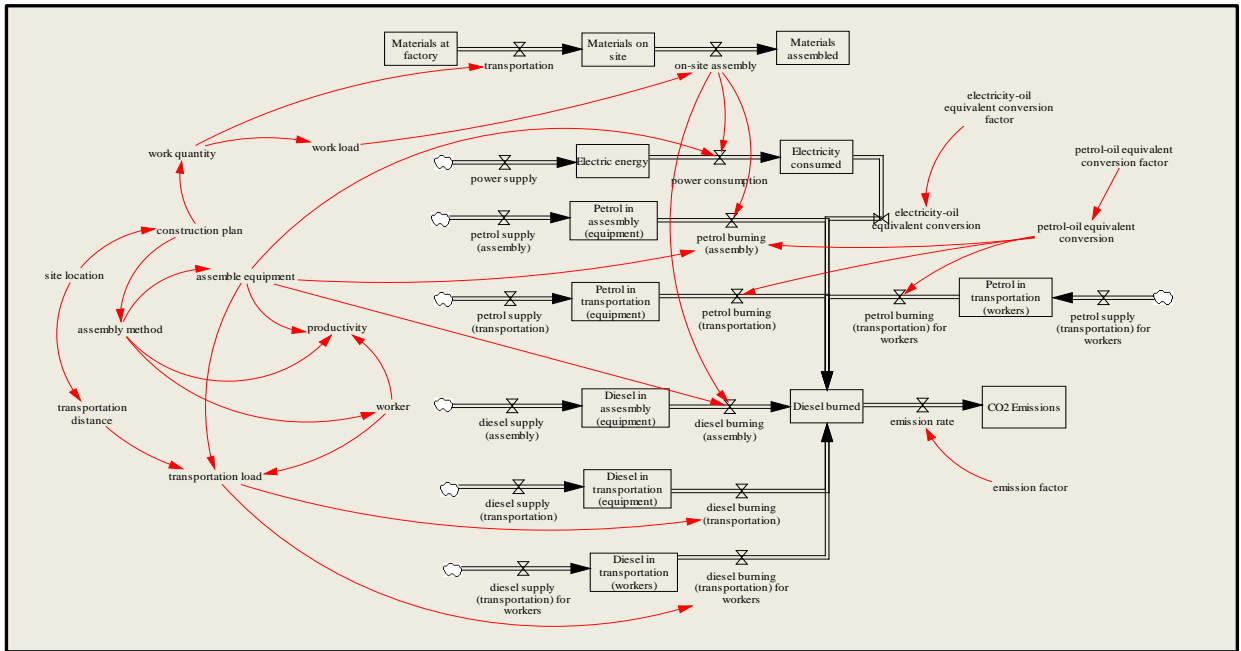 Materials at
factory
Materials on
site
Materials
assembled
transportation
on-site assembly
electricity-oil
equivalent conversion
factor
work quantity
work load
Electric energy
Electricity
consumed
petrol-oil equivalent
conversion factor
power supply
power consumption
construction plan
Petrol in
assesmbly
(equipment)
electricity-oil
equivalent conversion
petrol-oil equivalent
conversion
petrol supply
(assembly)
petrol burning
(assembly)
site location
assemble equipment
Petrol in
transportation
(equipment)
Petrol in
transportation
(workers)
assembly method
productivity
petrol supply
(transportation)
petrol burning
(transportation)
petrol burning
(transportation) for
workers
petrol supply
(transportation) for
workers
transportation
distance
worker
Diesel in
assesmbly
(equipment)
Diesel burned
CO2 Emissions
diesel supply
(assembly)
diesel burning
(assembly)
emission rate
transportation load
Diesel in
transportation
(equipment)
emission factor
diesel supply
(transportation)
diesel burning
(transportation)
Diesel in
transportation
(workers)
diesel supply
(transportation) for
workers
diesel burning
(transportation) for
workers